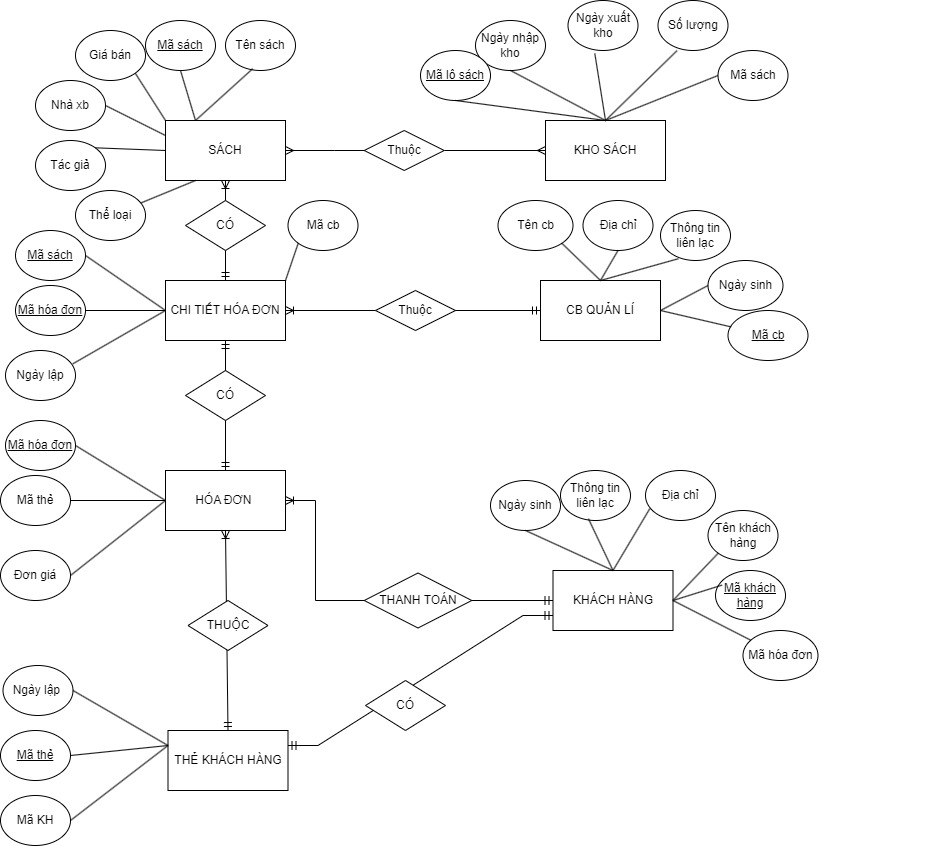 Giá bán
Mã sách
Tên sách
Nhà xb
Tác giả
Thể loại
SÁCH
Thuộc
Mã lô sách
Ngày nhập
kho
Ngày xuất
kho
Số lượng
Mã sách
KHO SÁCH
CÓ
Mã cb
Mã sách
Mã hóa đơn
Ngày lập
CHI TIẾT HÓA ĐƠN
Thuộc
Tên cb
Địa chỉ
Thông tin
liên lạc
Ngày sinh
Mã cb
CB QUẢN LÍ
CÓ
Mã hóa đơn
Mã thẻ
Đơn giá
HÓA ĐƠN
Ngày sinh
Thông tin
liên lạc
Địa chỉ
Tên khách
hàng
Mã khách
hàng
Mã hóa đơn
KHÁCH HÀNG
THANH TOÁN
THUỘC
CÓ
Ngày lập
Mã thẻ
Mã KH
THẺ KHÁCH HÀNG